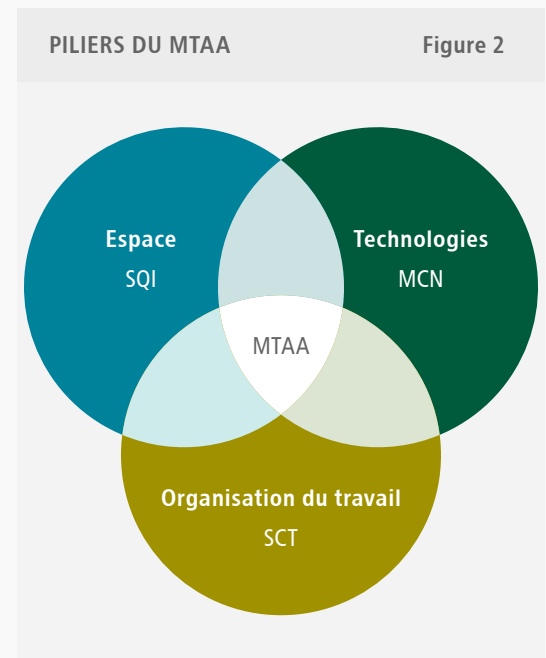 PILIERS DU MTAA Figure 2
Espace
SQI
Technologies
MCN
MTAA
Organisation du travail
SCT